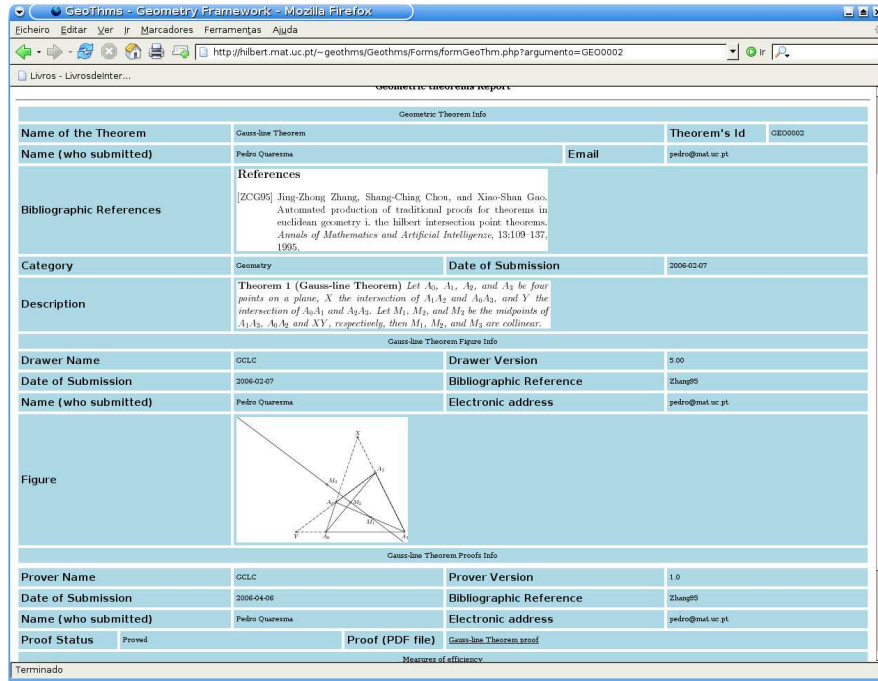 GeoThms - Geometry Framework - Mozilla Firefox
Ficheiro Editar Ver Ir Marcadores Ferramentas Ajuda
http://hilbert.mat.uc.pt/~geothms/Geothms/Forms/formGeoThm.php?argumento=GEO0002 Ir
Livros - LivrosdeInter...
Geometric theorems Report
Geometric Theorem Info
Name of the Theorem Gauss-line Theorem Theorem's Id GEO0002
Name (who submitted) Pedro Quaresma Email pedro@mat.uc.pt
Bibliographic References
References
[ZCG95] Jing-Zhong Zhang, Shang-Ching Chou, and Xiao-Shan Gao.
Automated production of traditional proofs for theorems in
euclidean geometry i. the hilbert intersection point theorems.
Annals of Mathematics and Artificial Intelligenze, 13:109–137,
1995.
Category Geometry Date of Submission 2006-02-07
Description
Theorem 1 (Gauss-line Theorem) Let A₀, A₁, A₂, and A₃ be four
points on a plane, X the intersection of A₁A₂ and A₀A₃, and Y the
intersection of A₀A₁ and A₂A₃. Let M₁, M₂, and M₃ be the midpoints of
A₁A₃, A₀A₂ and XY, respectively, then M₁, M₂, and M₃ are collinear.
Gauss-line Theorem Figure Info
Drawer Name GCLC Drawer Version 5.00
Date of Submission 2006-02-07 Bibliographic Reference Zhang95
Name (who submitted) Pedro Quaresma Electronic address pedro@mat.uc.pt
Figure
X
A₂
M₃
M₂
M₁
Y A₀ A₁
Gauss-line Theorem Proofs Info
Prover Name GCLC Prover Version 1.0
Date of Submission 2006-04-06 Bibliographic Reference Zhang95
Name (who submitted) Pedro Quaresma Electronic address pedro@mat.uc.pt
Proof Status Proved Proof (PDF file) Gauss-line Theorem proof
Measures of efficiency
Terminado